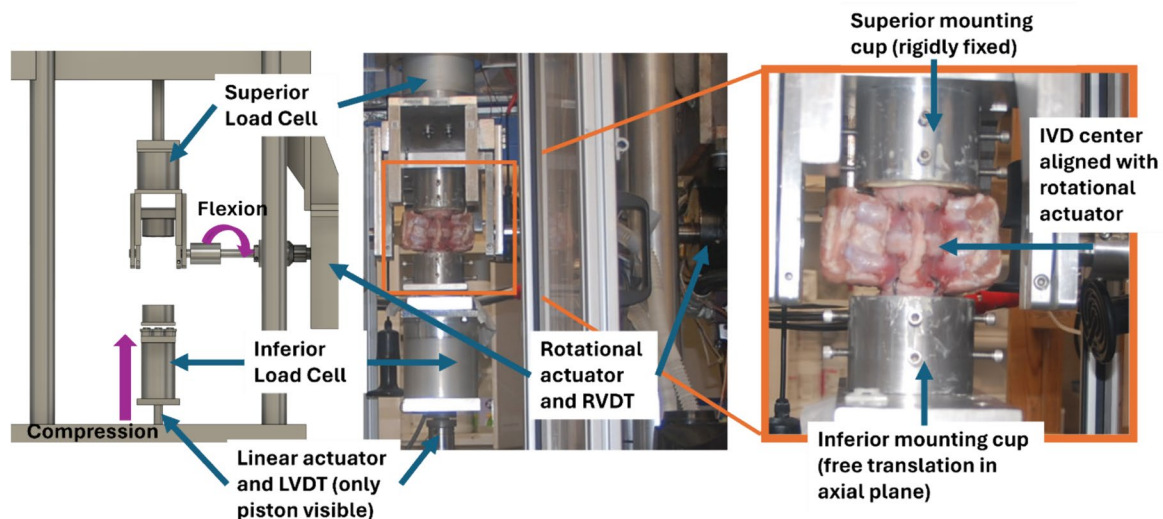 Superior
Load Cell
Flexion
Inferior
Load Cell
Compression
Linear actuator
and LVDT (only
piston visible)
Rotational
actuator
and RVDT
Superior mounting
cup (rigidly fixed)
IVD center
aligned with
rotational
actuator
Inferior mounting cup
(free translation in
axial plane)